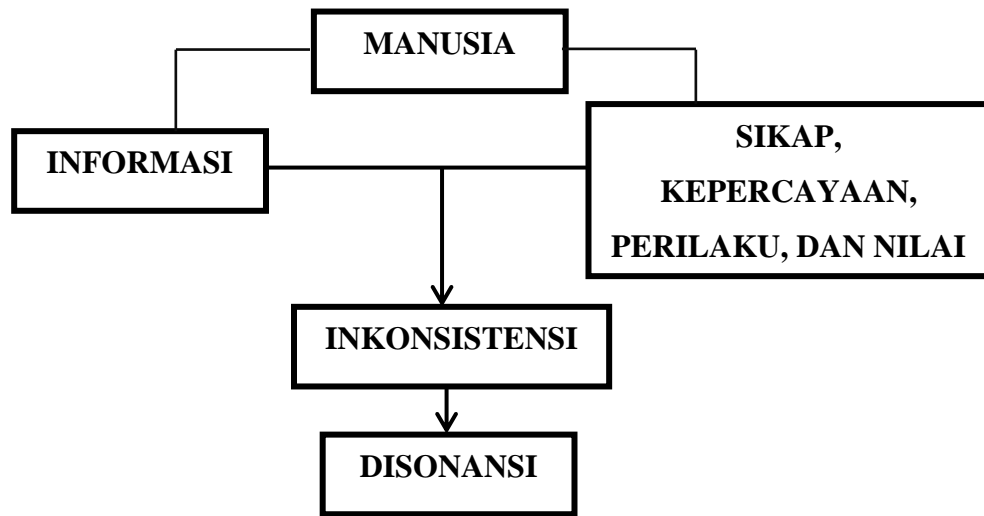 MANUSIA
INFORMASI
SIKAP,
KEPERCAYAAN,
PERILAKU, DAN NILAI
INKONSISTENSI
DISONANSI